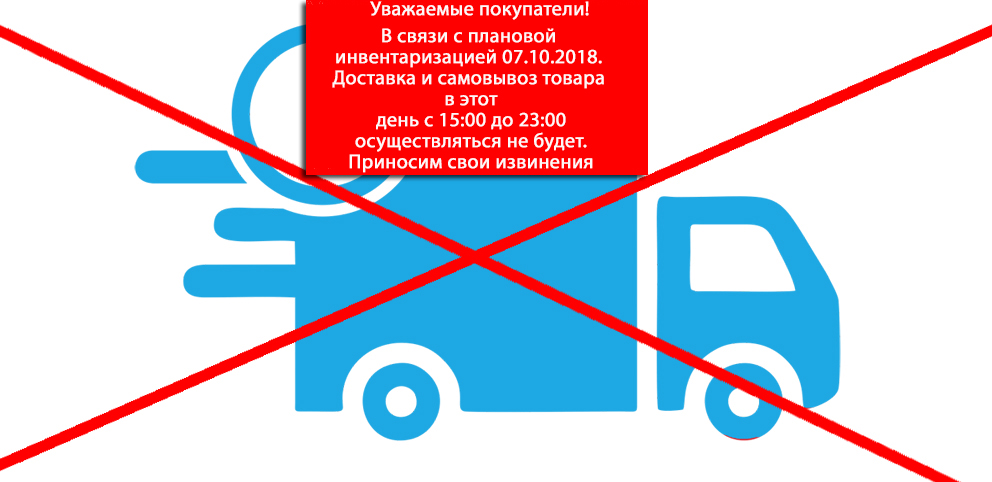 Уважаемые покупатели!
В связи с плановой
инвентаризацией 07.10.2018.
Доставка и самовывоз товара
в этот
день с 15:00 до 23:00
осуществляться не будет.
Приносим свои извинения